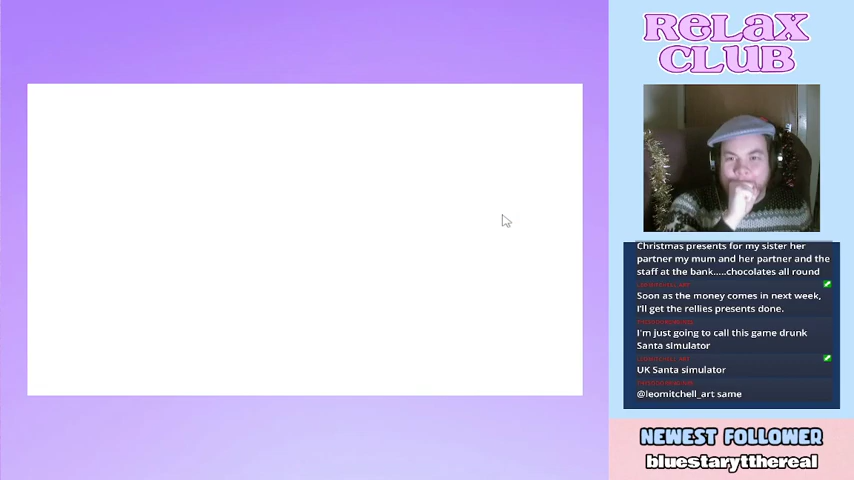 RELAX
CLUB
Christmas presents for my sister her
partner my mum and her partner and the
staff at the bank.....chocolates all round
Soon as the money comes in next week,
I'll get the rellies presents done.
I'm just going to call this game drunk
Santa simulator
UK Santa simulator
@leomitchell_art same
NEWEST FOLLOWER
bluestarytthereal